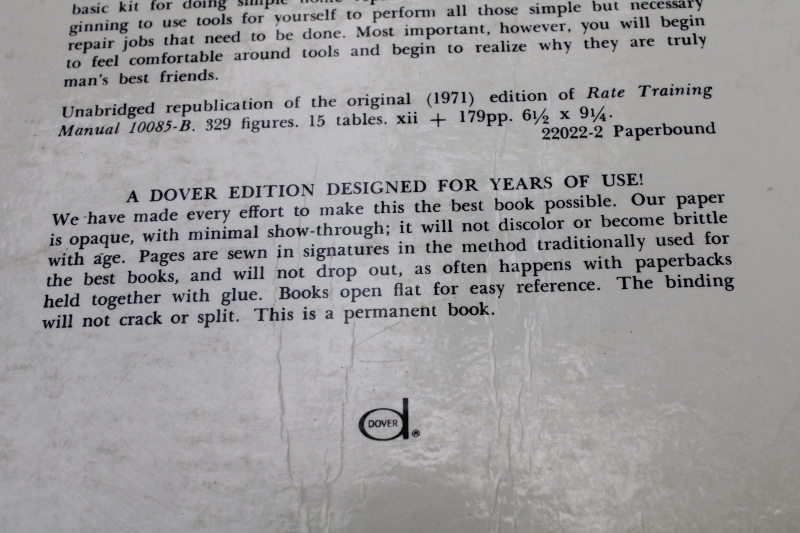 basic kit for doing simple home
ginning to use tools for yourself to perform all those simple but necessary
repair jobs that need to be done. Most important, however, you will begin
to feel comfortable around tools and begin to realize why they are truly
man's best friends.
Unabridged republication of the original (1971) edition of Rate Training
Manual 10085-B. 329 figures. 15 tables. xii + 179pp. 6½ x 9¼.
22022-2 Paperbound
A DOVER EDITION DESIGNED FOR YEARS OF USE!
We have made every effort to make this the best book possible. Our paper
is opaque, with minimal show-through; it will not discolor or become brittle
with age. Pages are sewn in signatures in the method traditionally used for
the best books, and will not drop out, as often happens with paperbacks
held together with glue. Books open flat for easy reference. The binding
will not crack or split. This is a permanent book.
d
DOVER
®